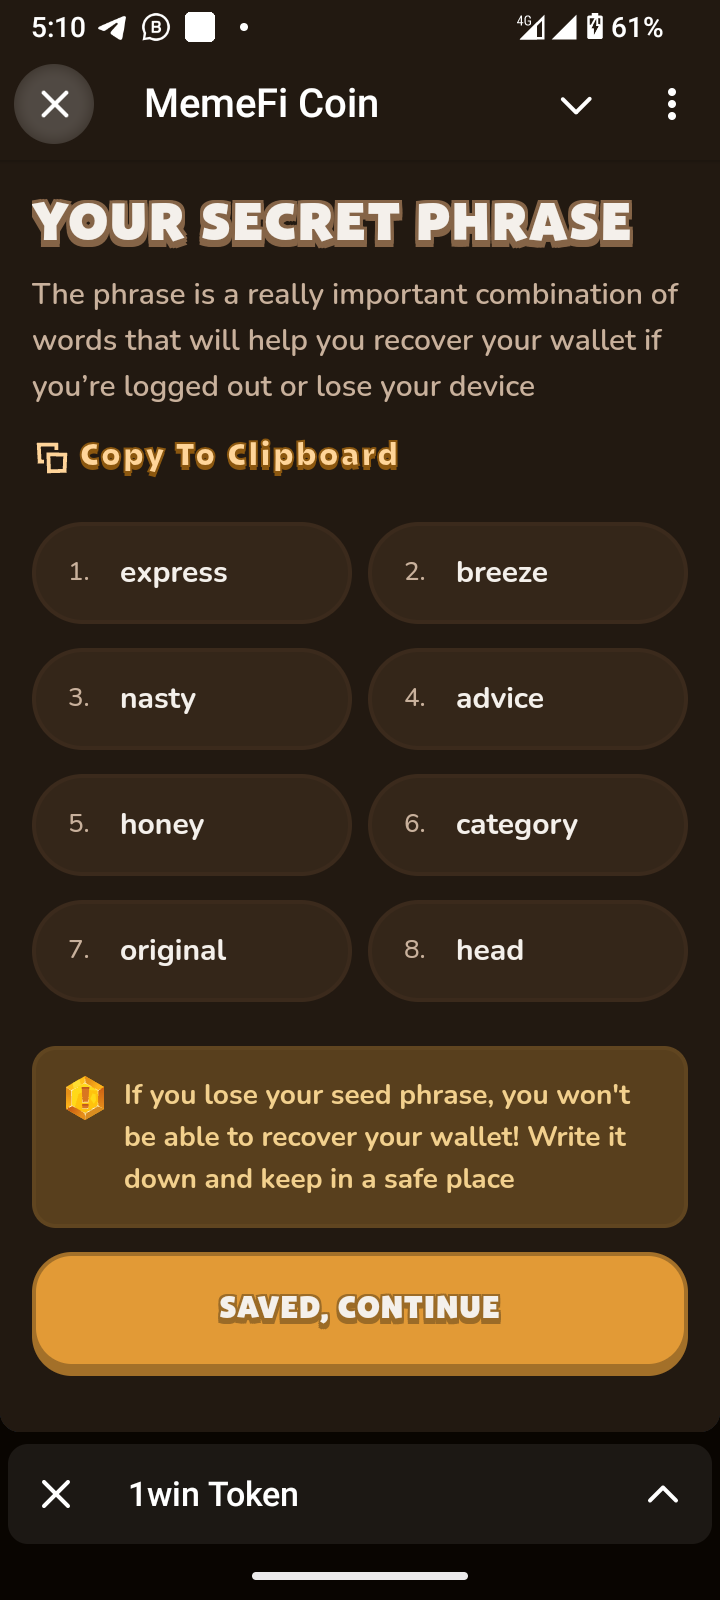 5:10
4G
61%
MemeFi Coin
YOUR SECRET PHRASE
The phrase is a really important combination of
words that will help you recover your wallet if
you’re logged out or lose your device
Copy To Clipboard
1. express
2. breeze
3. nasty
4. advice
5. honey
6. category
7. original
8. head
If you lose your seed phrase, you won't
be able to recover your wallet! Write it
down and keep in a safe place
SAVED, CONTINUE
1win Token